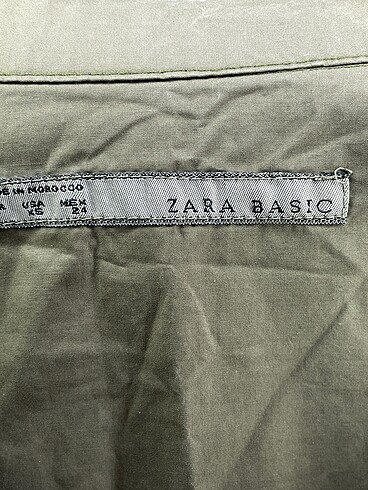 DE IN MOROCCO
A USA MEX
XS 24
ZARA BASIC